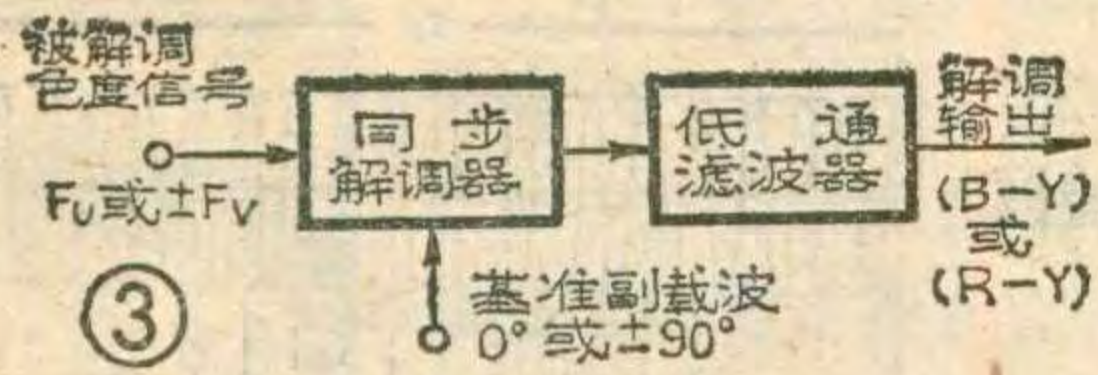 被解调
色度信号
FU或±FV
同步
解调器
低通
滤波器
解调
输出
(B-Y)
或
(R-Y)
基准副载波
0°或±90°
③